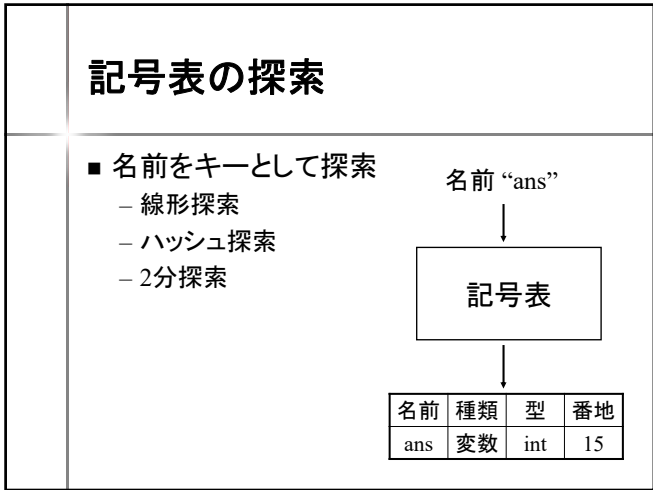 記号表の探索
■ 名前をキーとして探索
– 線形探索
– ハッシュ探索
– 2分探索
名前 “ans”
記号表
名前 種類 型 番地
ans 変数 int 15